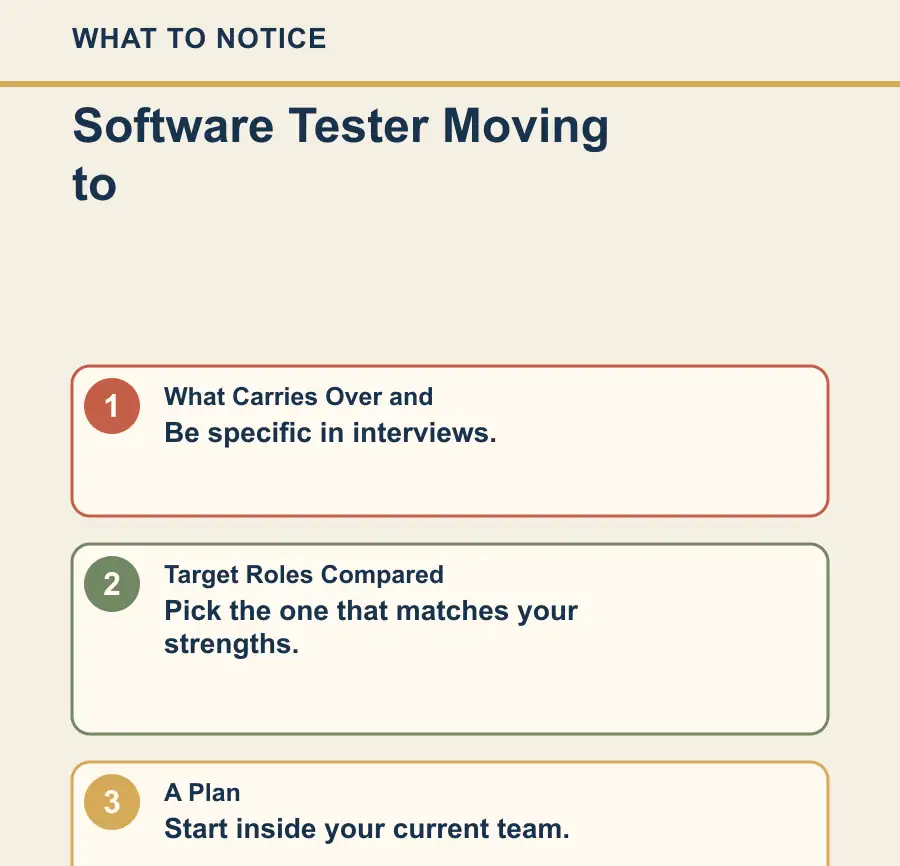 WHAT TO NOTICE
Software Tester Moving
to
1
What Carries Over and
Be specific in interviews.
2
Target Roles Compared
Pick the one that matches your
strengths.
3
A Plan
Start inside your current team.